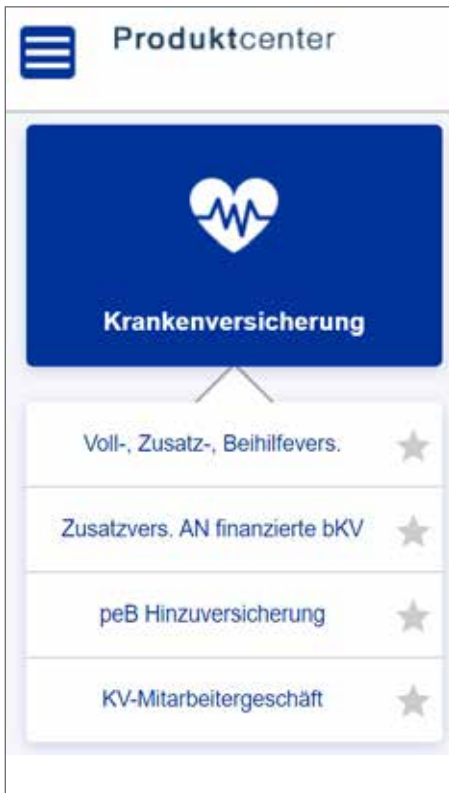 Produktcenter
Krankenversicherung
Voll-, Zusatz-, Beihilfevers.
Zusatzvers. AN finanzierte bKV
peB Hinzuversicherung
KV-Mitarbeitergeschäft